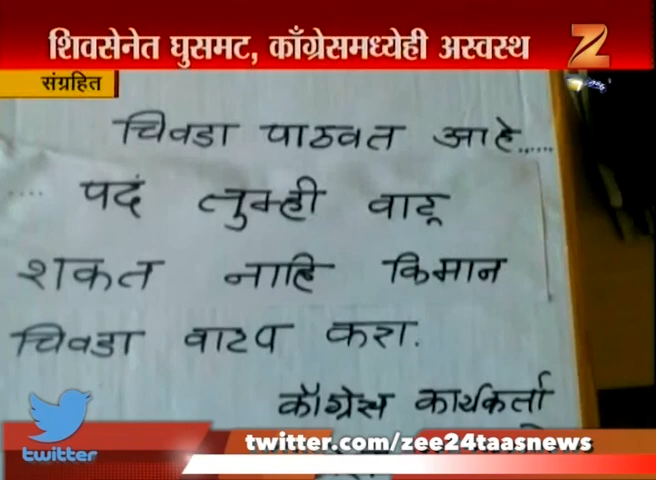 शिवसेनेत घुसमट, काँग्रेसमध्येही अस्वस्थ
संग्रहित
चिवडा पाठवत आहे......
.... पदं तुम्ही वाटू
शकत नाहि किमान
चिवडा वाटप करा.
काँग्रेस कार्यकर्ता
twitter
twitter.com/zee24taasnews